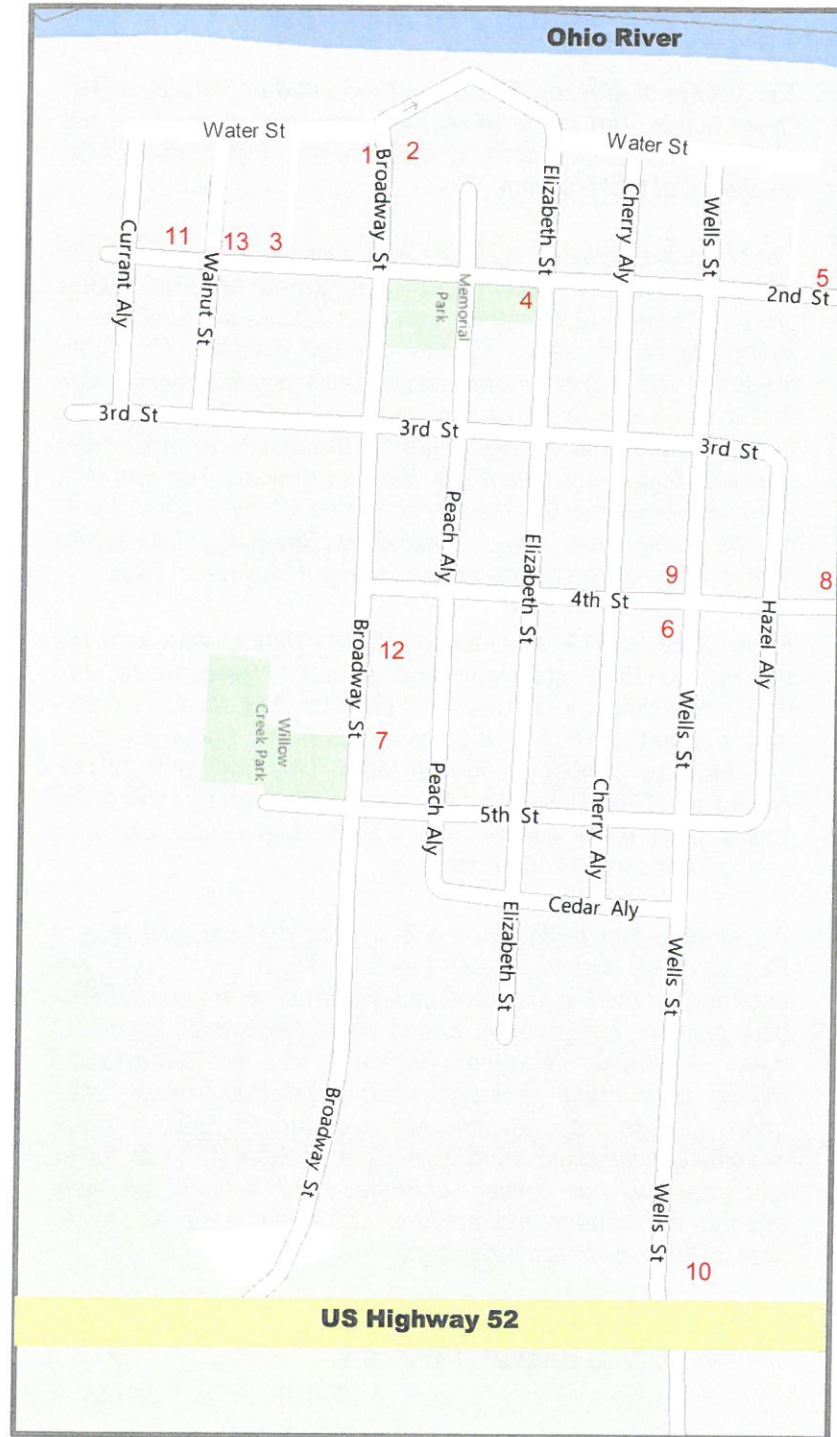 Ohio River
Water St
Water St
1
2
Broadway St
Elizabeth St
Cherry Aly
Wells St
Currant Aly
11
Walnut St
13
3
Memorial
Park
4
5
2nd St
3rd St
3rd St
3rd St
Peach Aly
Elizabeth St
4th St
9
6
8
Hazel Aly
Broadway St
12
7
Willow
Creek Park
Wells St
Peach Aly
5th St
Cherry Aly
Cedar Aly
Elizabeth St
Wells St
Broadway St
Wells St
10
US Highway 52